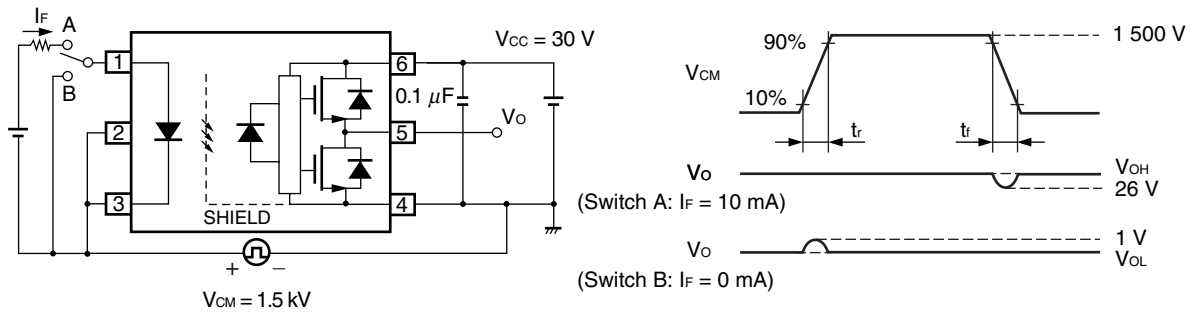 IF
A
B
1
2
3
SHIELD
6
5
4
VCC = 30 V
0.1 μF
VO
+
−
VCM = 1.5 kV
VCM
90%
10%
tr
tf
1 500 V
VO
(Switch A: IF = 10 mA)
VOH
26 V
VO
(Switch B: IF = 0 mA)
1 V
VOL